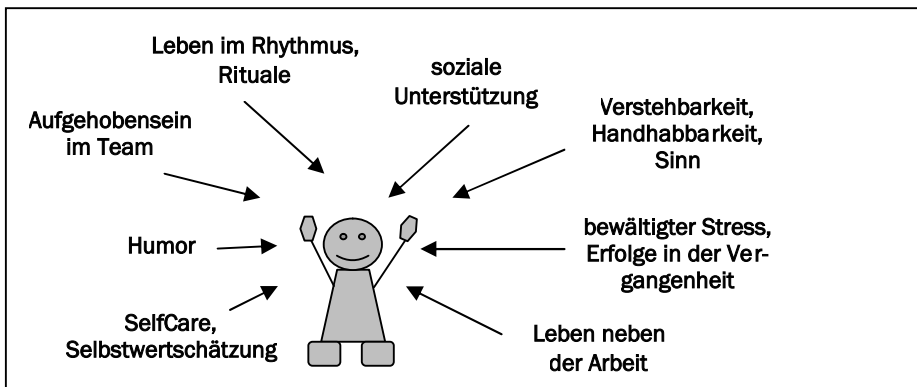 Leben im Rhythmus,
Rituale
soziale
Unterstützung
Verstehbarkeit,
Handhabbarkeit,
Sinn
Aufgehobensein
im Team
Humor
bewältigter Stress,
Erfolge in der Ver-
gangenheit
SelfCare,
Selbstwertschätzung
Leben neben
der Arbeit